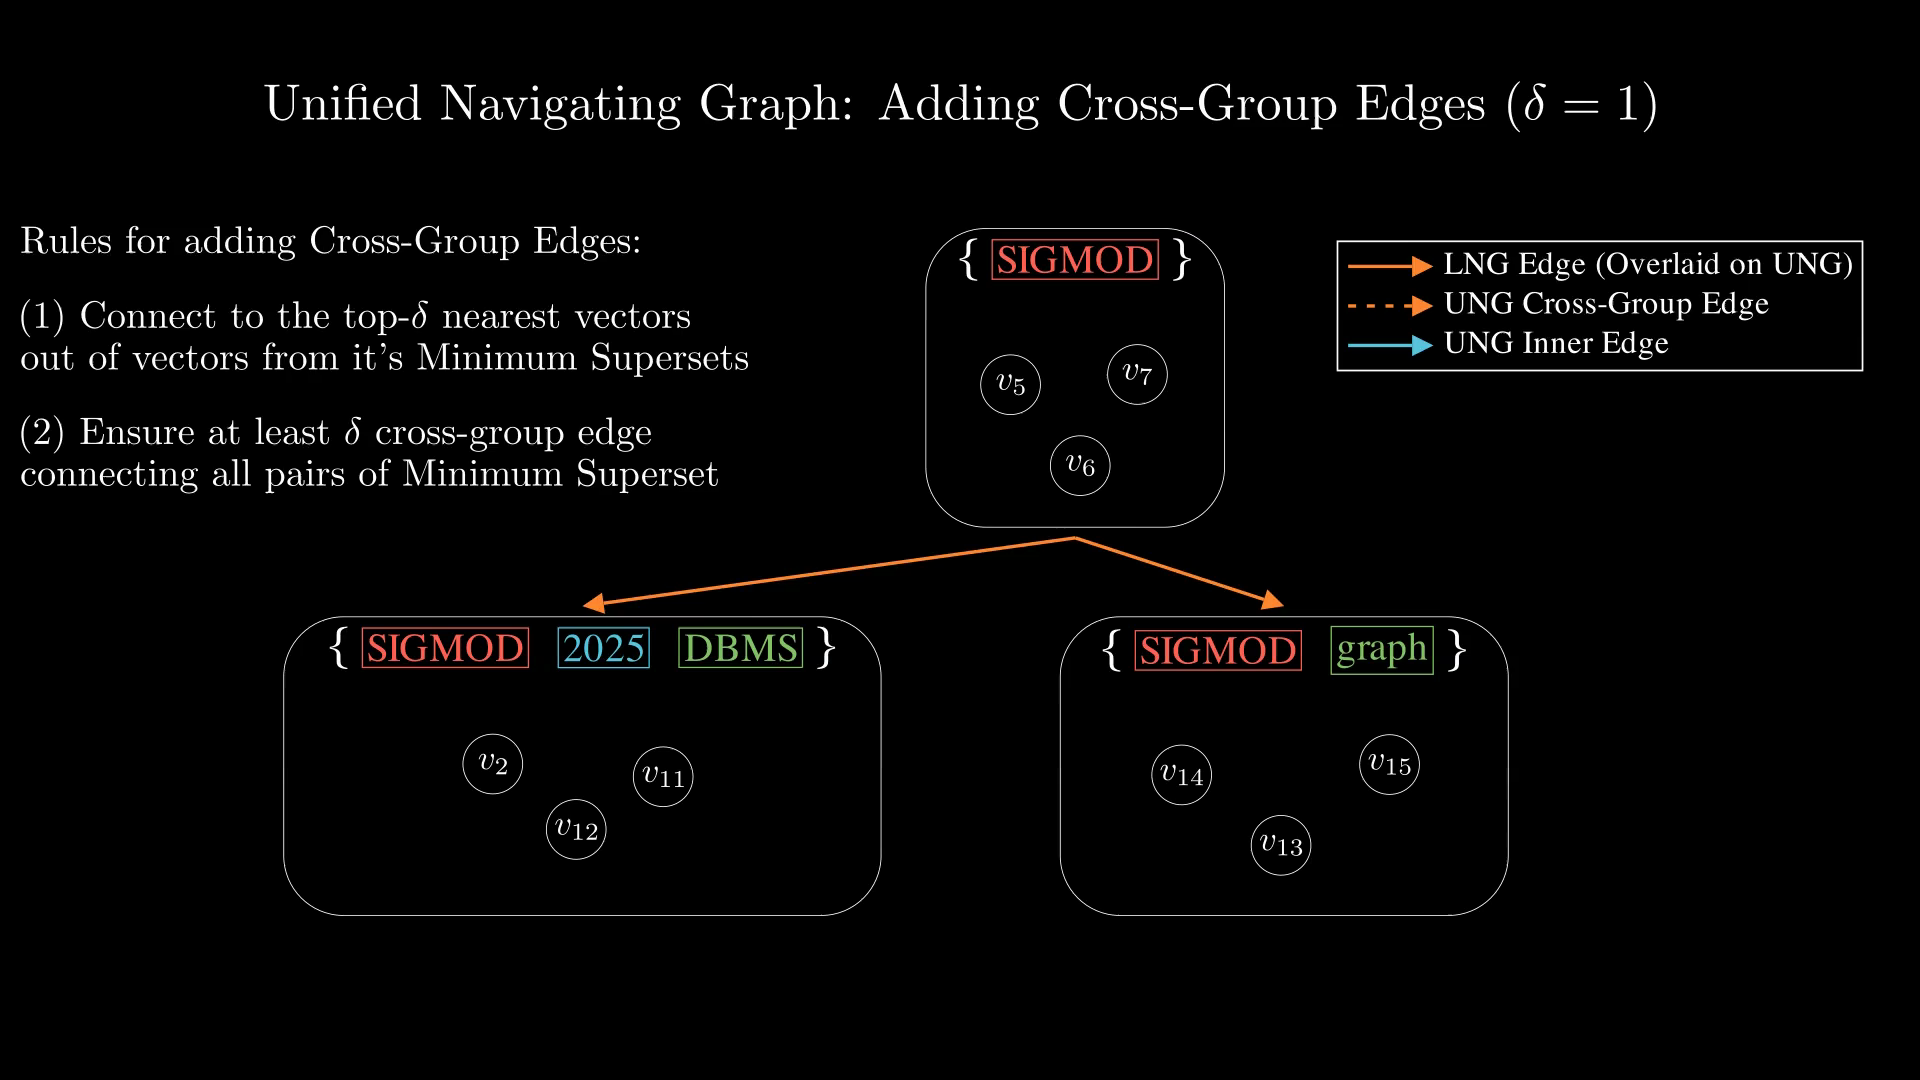 Unified Navigating Graph: Adding Cross-Group Edges (δ = 1)
Rules for adding Cross-Group Edges:
(1) Connect to the top-δ nearest vectors
out of vectors from it's Minimum Supersets
(2) Ensure at least δ cross-group edge
connecting all pairs of Minimum Superset
{ SIGMOD }
v5
v7
v6
LNG Edge (Overlaid on UNG)
UNG Cross-Group Edge
UNG Inner Edge
{ SIGMOD 2025 DBMS }
v2
v11
v12
{ SIGMOD graph }
v14
v15
v13